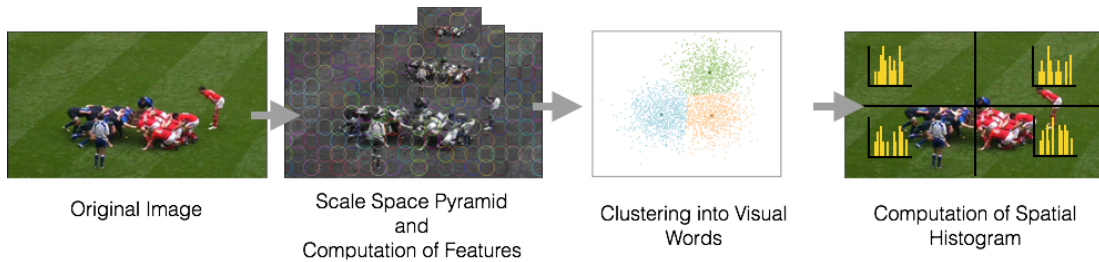 Original Image
Scale Space Pyramid
and
Computation of Features
Clustering into Visual
Words
Computation of Spatial
Histogram